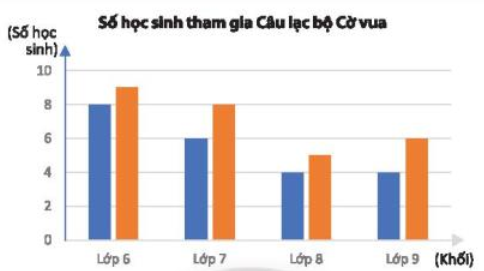 Số học sinh tham gia Câu lạc bộ Cờ vua
(Số học
sinh)
10
8
6
4
2
0
Lớp 6 Lớp 7 Lớp 8 Lớp 9 (Khối)